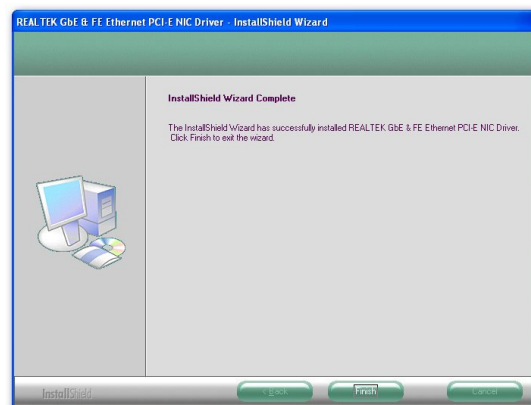 REALTEK GbE & FE Ethernet PCI-E NIC Driver - InstallShield Wizard
InstallShield Wizard Complete
The InstallShield Wizard has successfully installed REALTEK GbE & FE Ethernet PCI-E NIC Driver.
Click Finish to exit the wizard.
InstallShield
< Back
Finish
Cancel